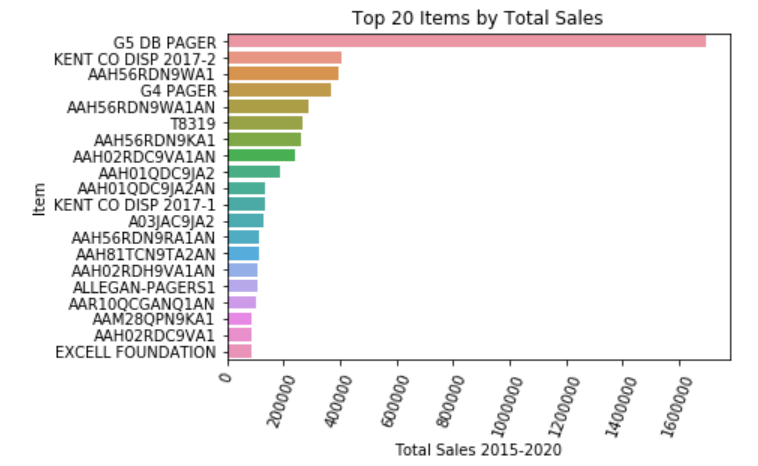 Top 20 Items by Total Sales
G5 DB PAGER
KENT CO DISP 2017-2
AAH56RDN9WA1
G4 PAGER
AAH56RDN9WA1AN
T8319
AAH56RDN9KA1
AAH02RDC9VA1AN
AAH01QDC9JA2
AAH01QDC9JA2AN
KENT CO DISP 2017-1
A03JAC9JA2
AAH56RDN9RA1AN
AAH81TCN9TA2AN
AAH02RDH9VA1AN
ALLEGAN-PAGERS1
AAR10QCGANQ1AN
AAM28QPN9KA1
AAH02RDC9VA1
EXCELL FOUNDATION
Item
0
200000
400000
600000
800000
1000000
1200000
1400000
1600000
Total Sales 2015-2020